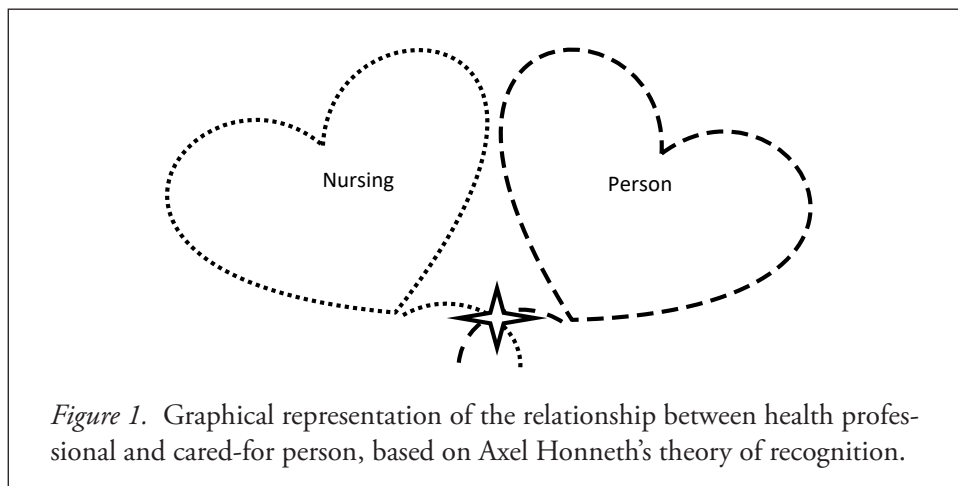 Nursing
Person
Figure 1. Graphical representation of the relationship between health profes-
sional and cared-for person, based on Axel Honneth’s theory of recognition.